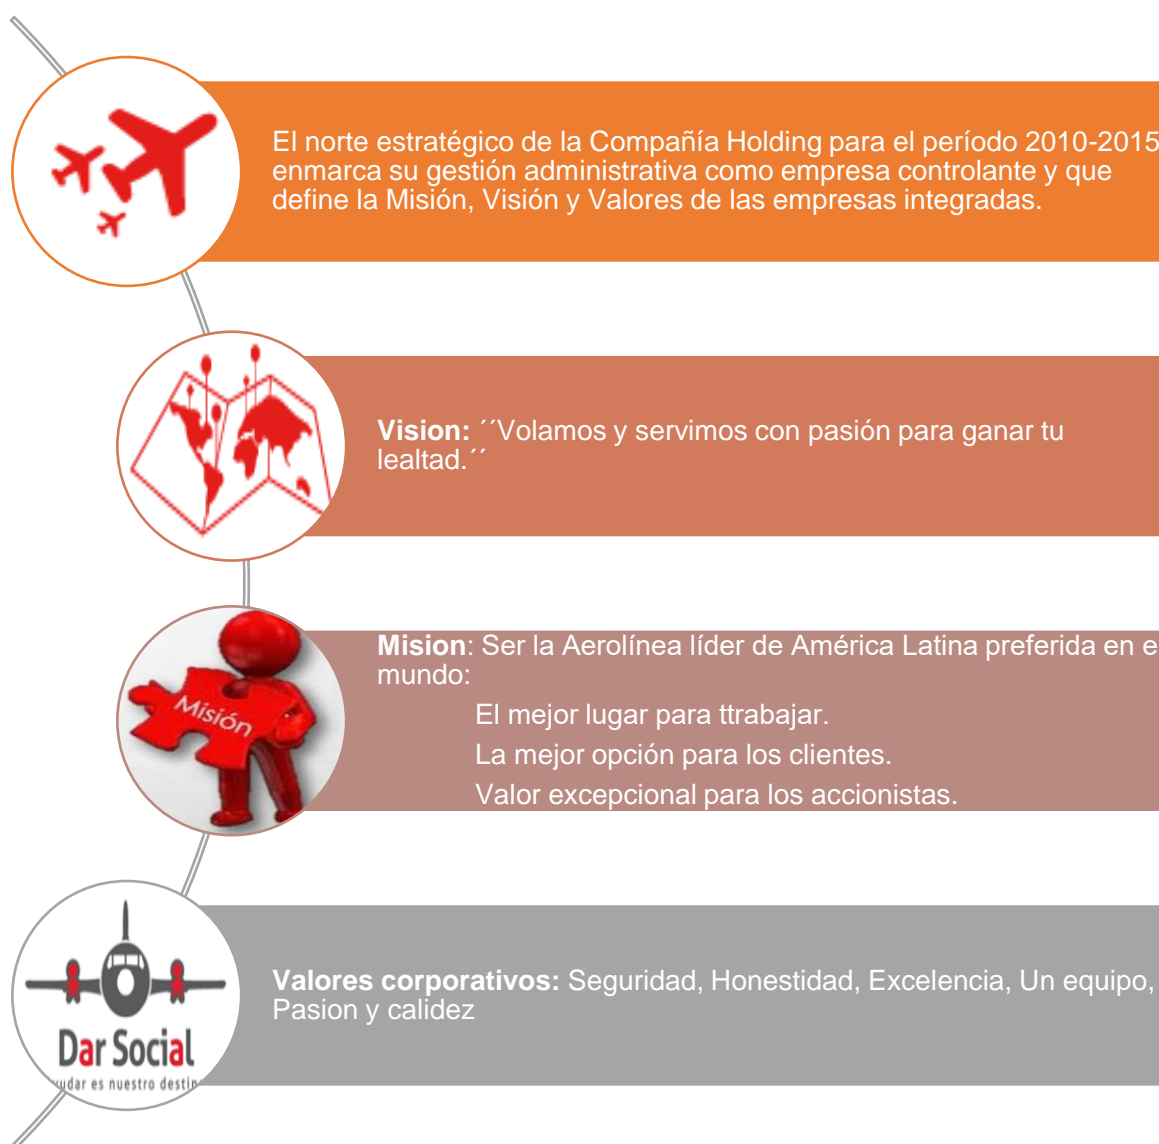 El norte estratégico de la Compañía Holding para el período 2010-2015
enmarca su gestión administrativa como empresa controlante y que
define la Misión, Visión y Valores de las empresas integradas.
Vision: ´´Volamos y servimos con pasión para ganar tu
lealtad.´´
Mision: Ser la Aerolínea líder de América Latina preferida en e
mundo:
El mejor lugar para ttrabajar.
La mejor opción para los clientes.
Valor excepcional para los accionistas.
Misión
Valores corporativos: Seguridad, Honestidad, Excelencia, Un equipo,
Pasion y calidez
Dar Social
udar es nuestro destin